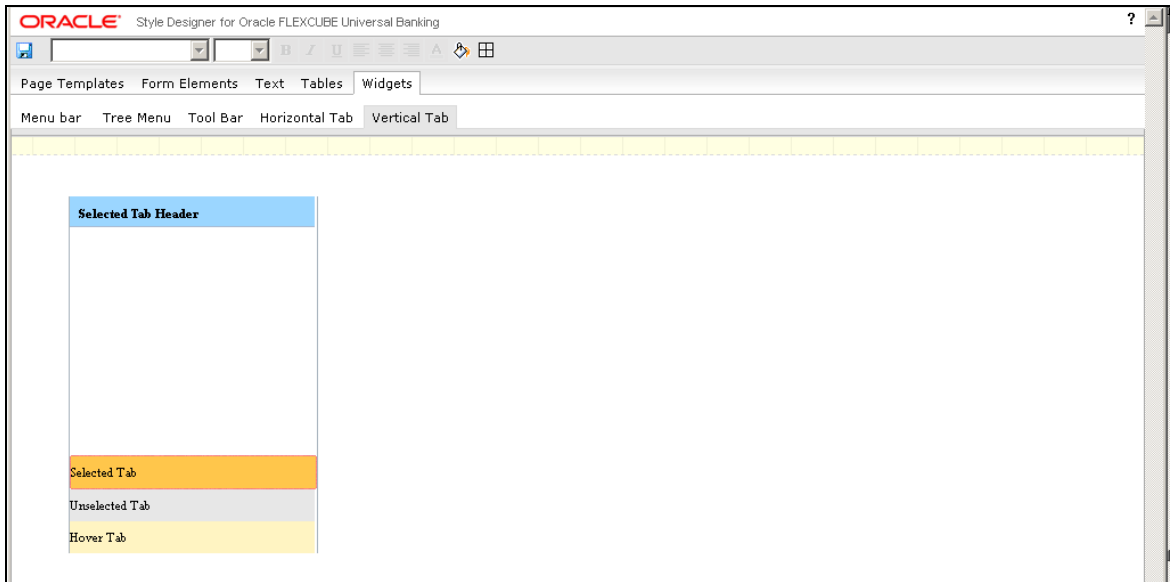 ORACLE Style Designer for Oracle FLEXCUBE Universal Banking ?
B I U A
Page Templates Form Elements Text Tables Widgets
Menu bar Tree Menu Tool Bar Horizontal Tab Vertical Tab
Selected Tab Header
Selected Tab
Unselected Tab
Hover Tab